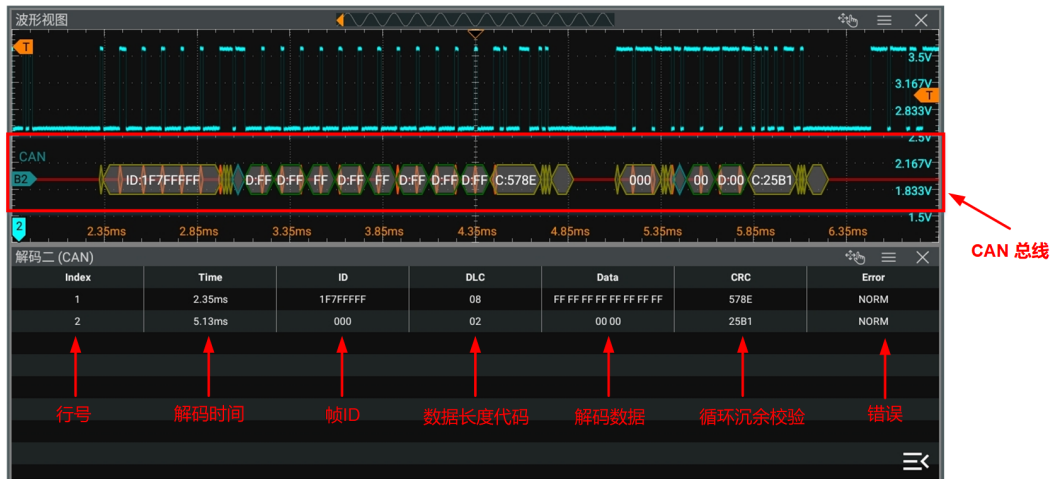 波形视图
T
3.5V
3.167V
T
2.833V
2.5V
CAN
2.167V
B2
ID:1F7FFFFF D:FF D:FF FF D:FF FF D:FF D:FF D:FF C:578E 000 00 D:00 C:25B1
1.833V
1.5V
2
2.35ms 2.85ms 3.35ms 3.85ms 4.35ms 4.85ms 5.35ms 5.85ms 6.35ms
CAN 总线
解码二 (CAN)
Index Time ID DLC Data CRC Error
1 2.35ms 1F7FFFFF 08 FF FF FF FF FF FF FF FF 578E NORM
2 5.13ms 000 02 00 00 25B1 NORM
行号 解码时间 帧ID 数据长度代码 解码数据 循环沉余校验 错误